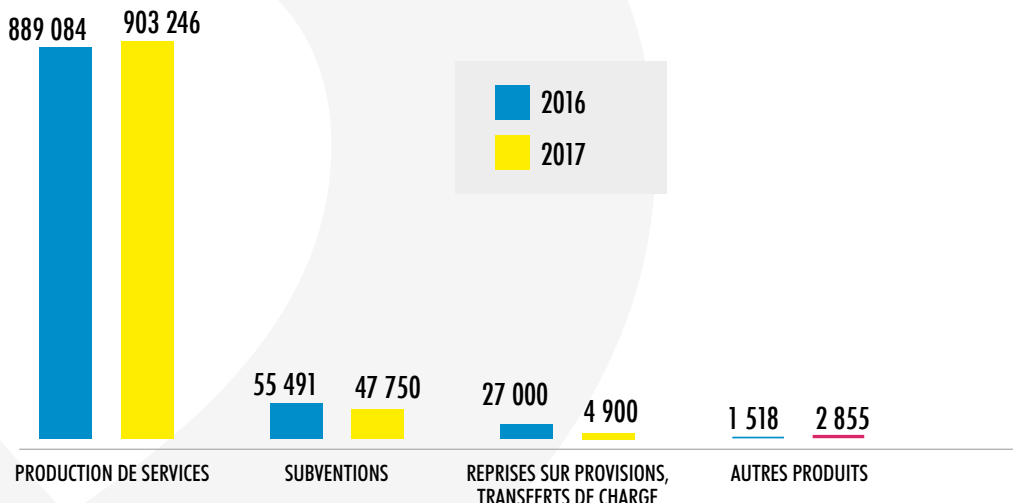 889 084
903 246
2016
2017
55 491
47 750
27 000
4 900
1 518
2 855
PRODUCTION DE SERVICES
SUBVENTIONS
REPRISES SUR PROVISIONS,
TRANSFERTS DE CHARGE
AUTRES PRODUITS